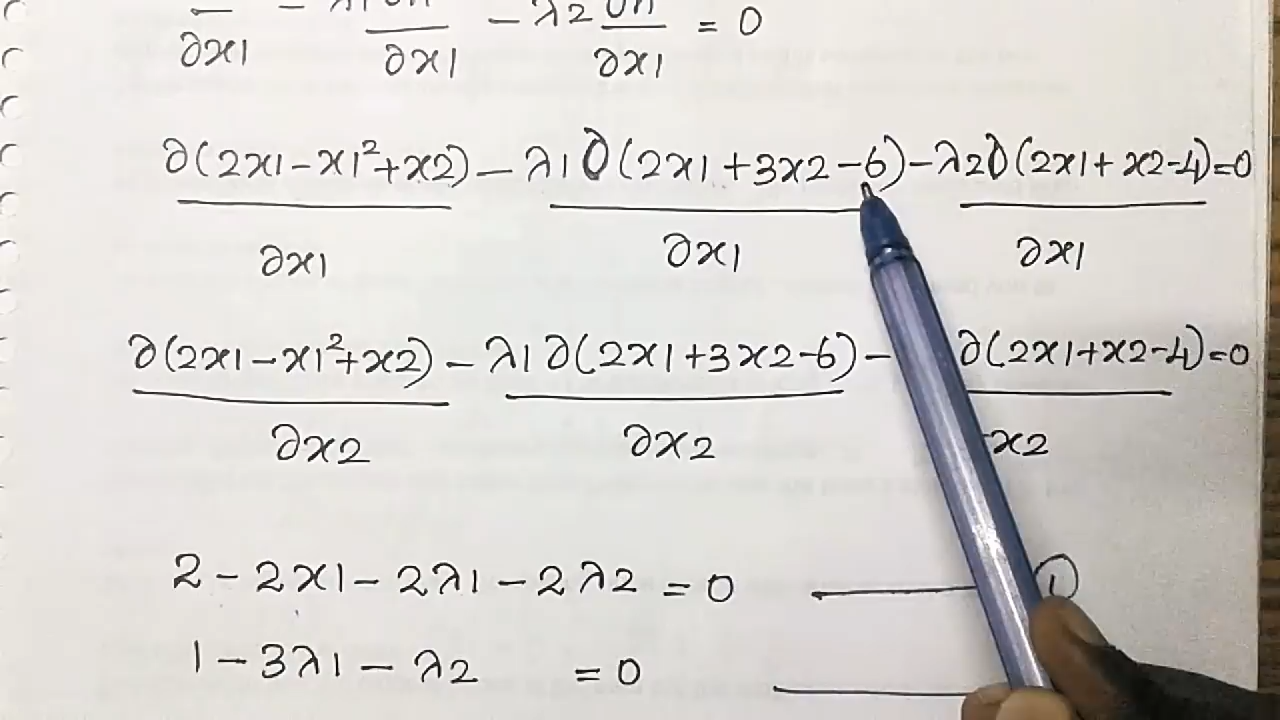 ∂x1 ∂x1 - λ2 ∂x1 = 0
∂(2x1 - x1² + x2) - λ1 ∂(2x1 + 3x2 - 6) - λ2 ∂(2x1 + x2 - 4) = 0
∂x1 ∂x1 ∂x1
∂(2x1 - x1² + x2) - λ1 ∂(2x1 + 3x2 - 6) - ∂(2x1 + x2 - 4) = 0
∂x2 ∂x2 x2
2 - 2x1 - 2λ1 - 2λ2 = 0 1
1 - 3λ1 - λ2 = 0